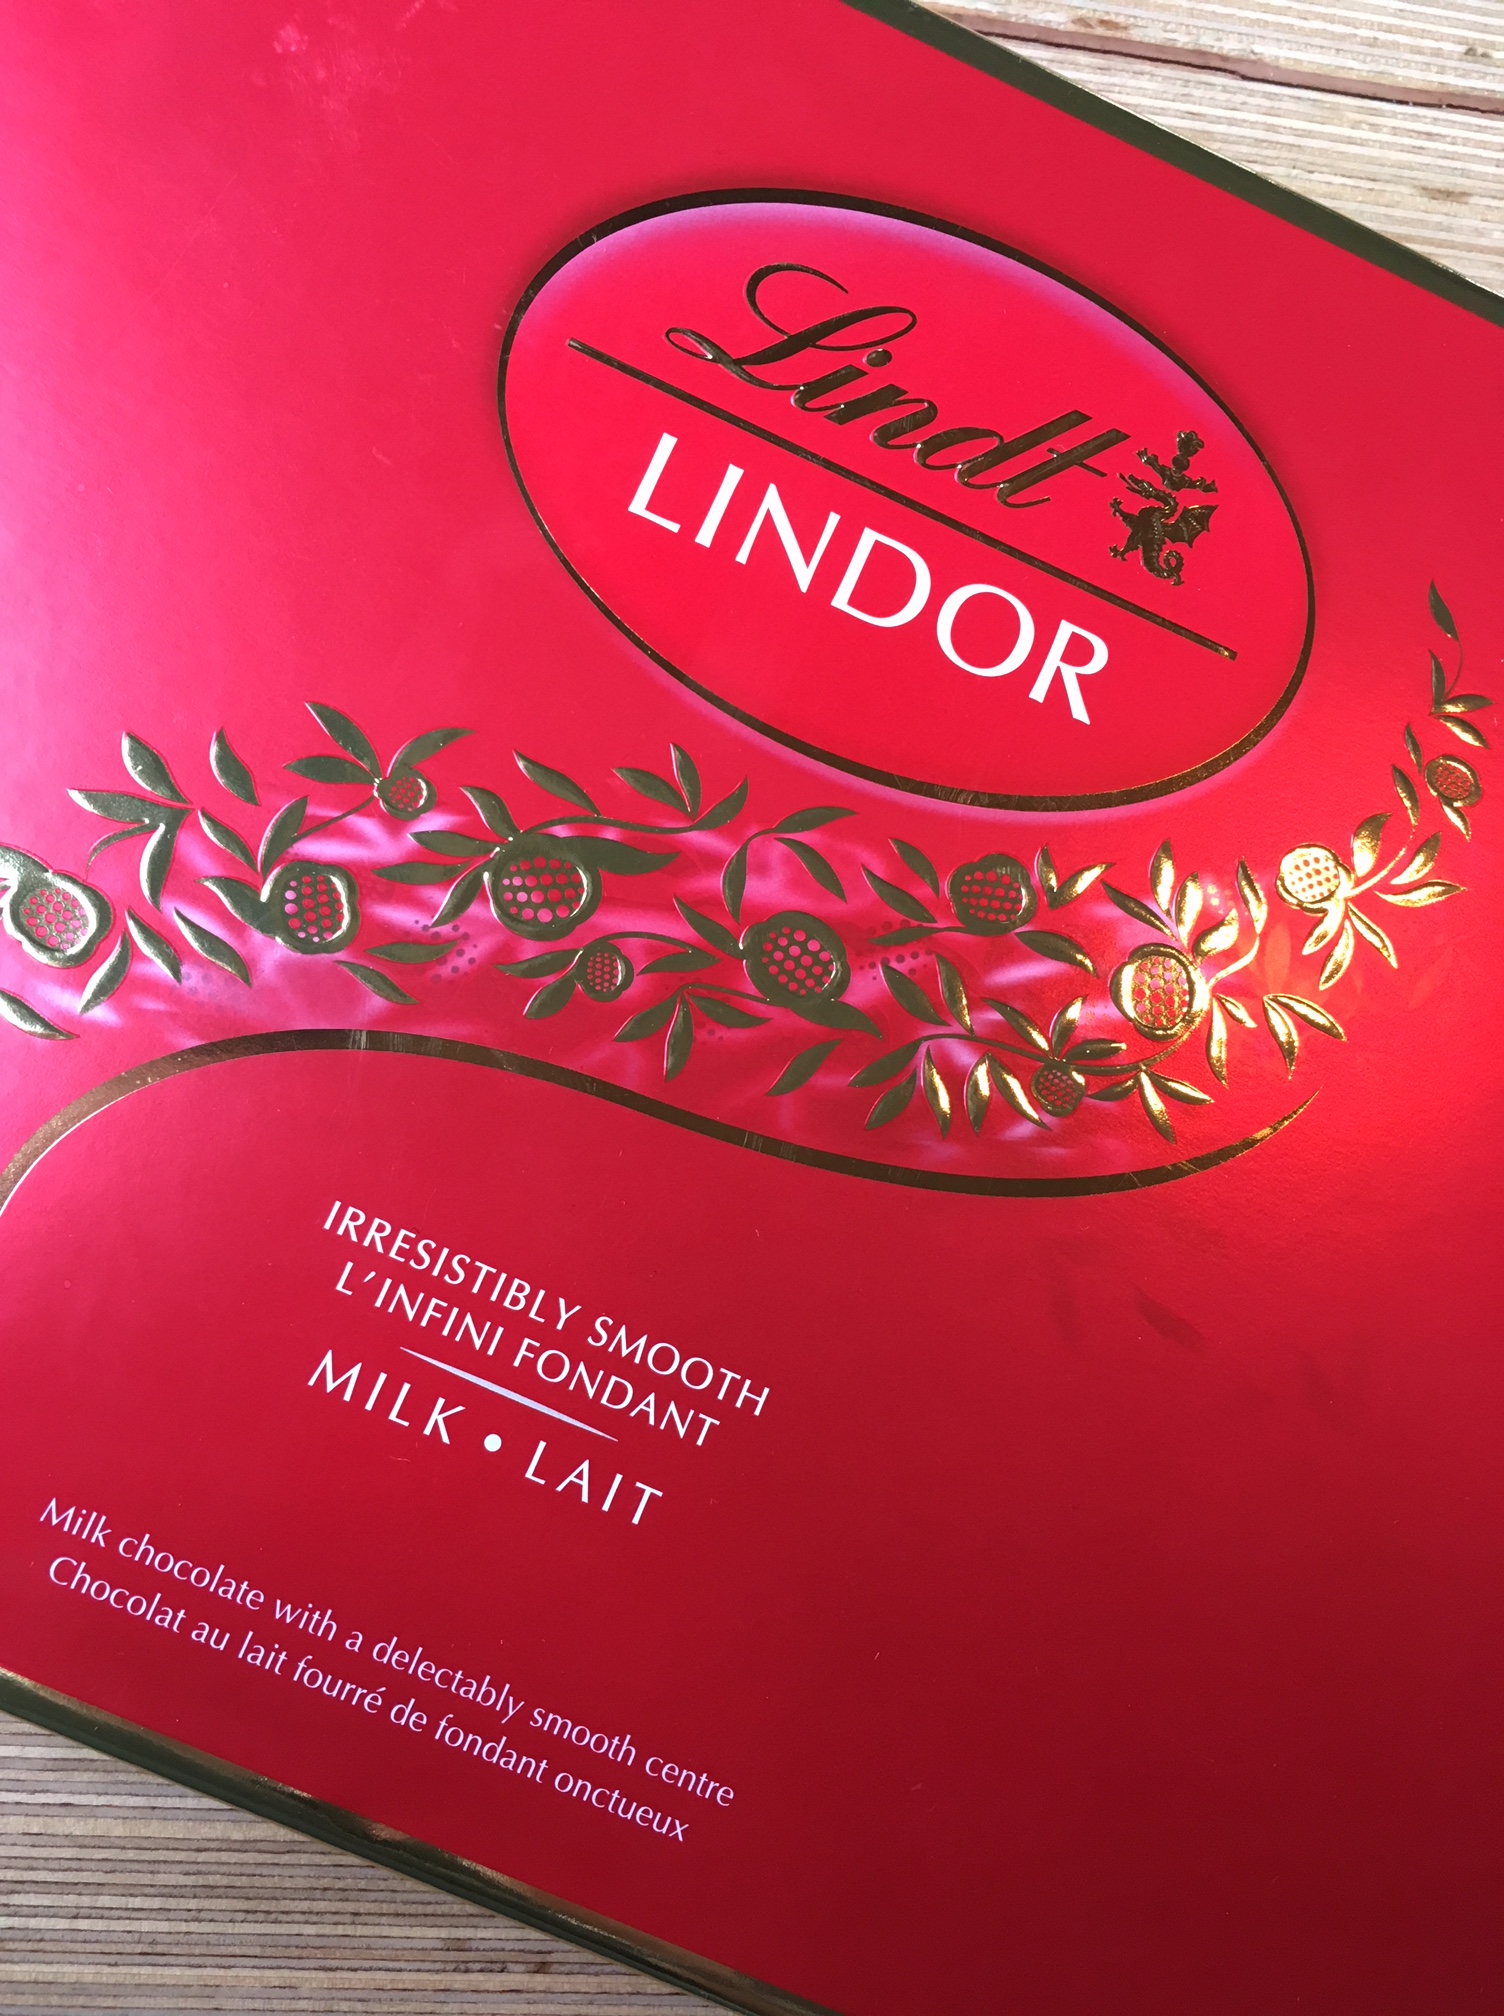 Lindt
LINDOR
IRRESISTIBLY SMOOTH
L'INFINI FONDANT
MILK • LAIT
Milk chocolate with a delectably smooth centre
Chocolat au lait fourré de fondant onctueux